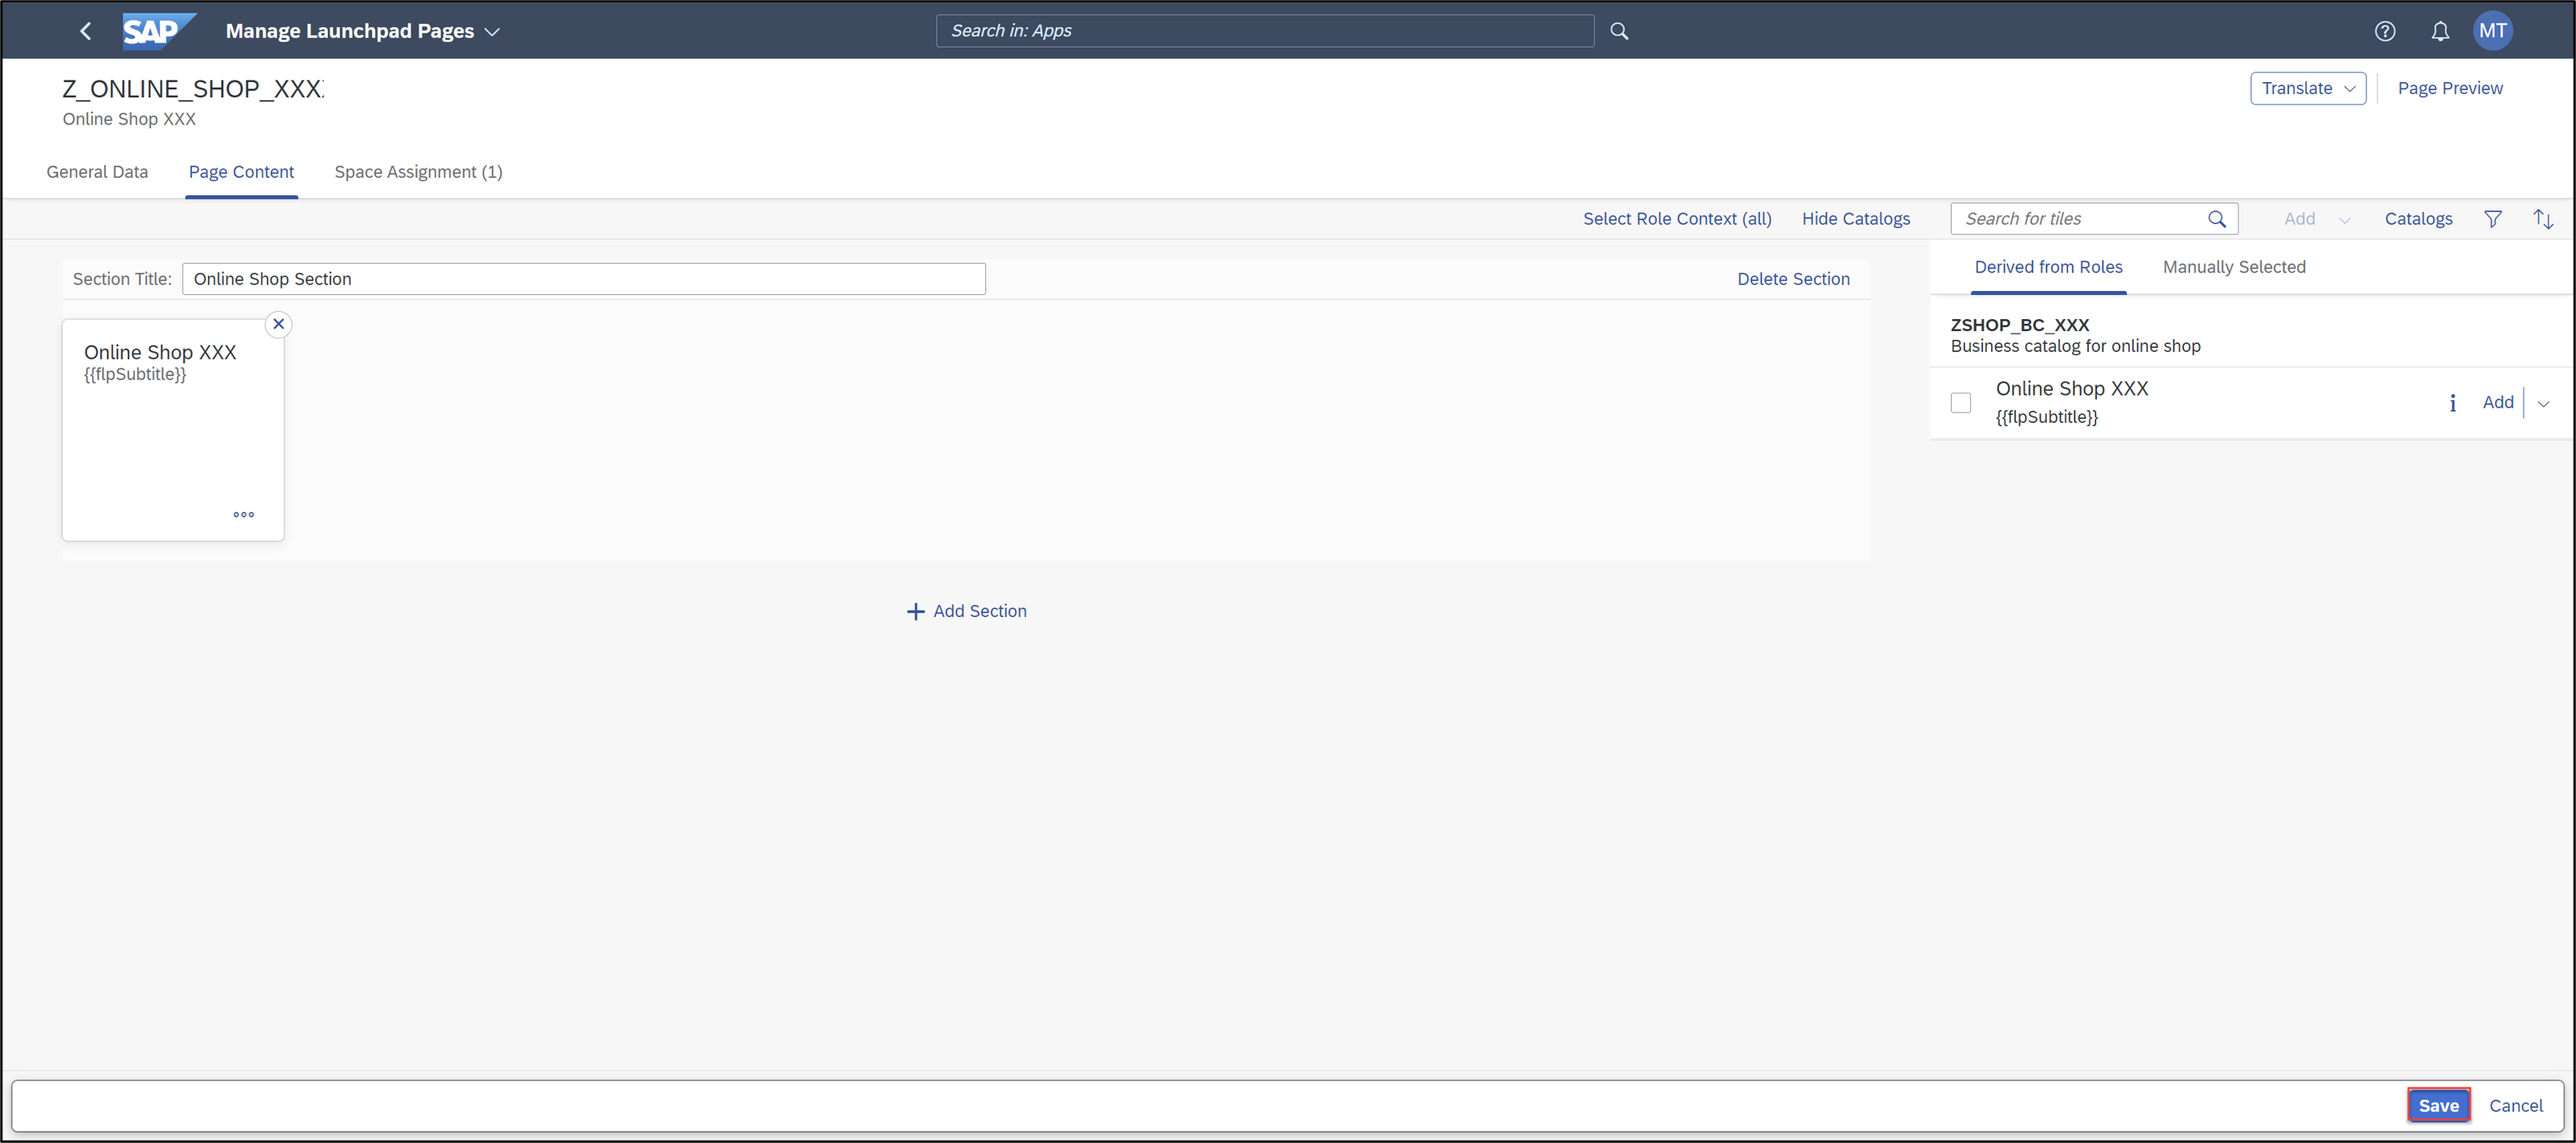 SAP Manage Launchpad Pages Search in: Apps MT
Z_ONLINE_SHOP_XXX
Online Shop XXX
Translate Page Preview
General Data Page Content Space Assignment (1)
Select Role Context (all) Hide Catalogs Search for tiles Add Catalogs
Section Title: Online Shop Section Delete Section
Online Shop XXX
{{flpSubtitle}}
Add Section
Derived from Roles Manually Selected
ZSHOP_BC_XXX
Business catalog for online shop
Online Shop XXX
{{flpSubtitle}}
Add
Save Cancel